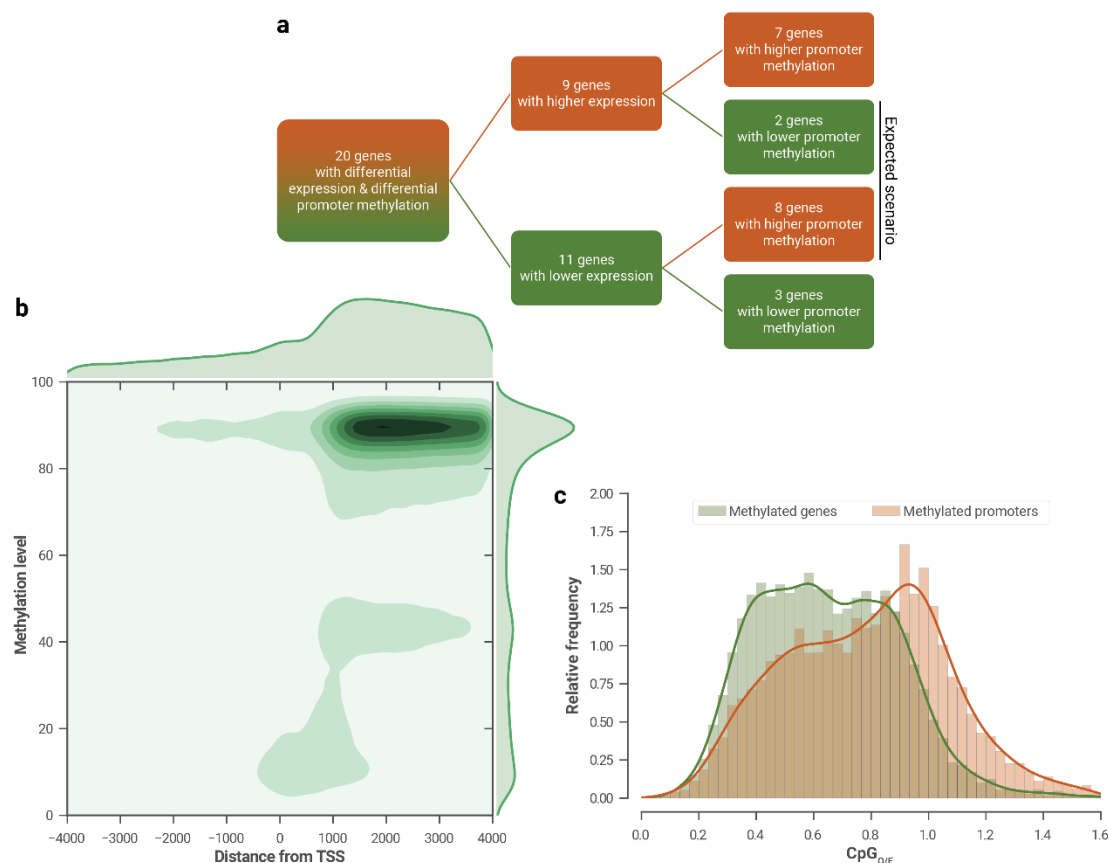 a
20 genes
with differential
expression & differential
promoter methylation
9 genes
with higher expression
11 genes
with lower expression
7 genes
with higher promoter
methylation
2 genes
with lower promoter
methylation
8 genes
with higher promoter
methylation
3 genes
with lower promoter
methylation
Expected scenario
b
100
80
60
40
20
0
Methylation level
−4000 −3000 −2000 −1000 0 1000 2000 3000 4000
Distance from TSS
c
Methylated genes Methylated promoters
2.00
1.75
1.50
1.25
1.00
0.75
0.50
0.25
0.00
Relative frequency
0.0 0.2 0.4 0.6 0.8 1.0 1.2 1.4 1.6
CpG O/E